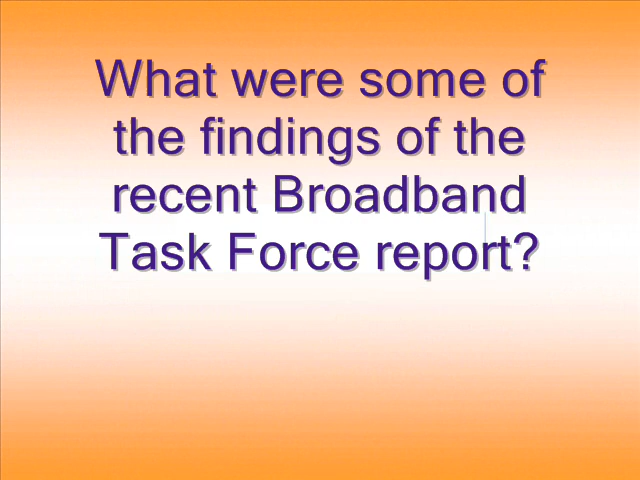 What were some of
the findings of the
recent Broadband
Task Force report?